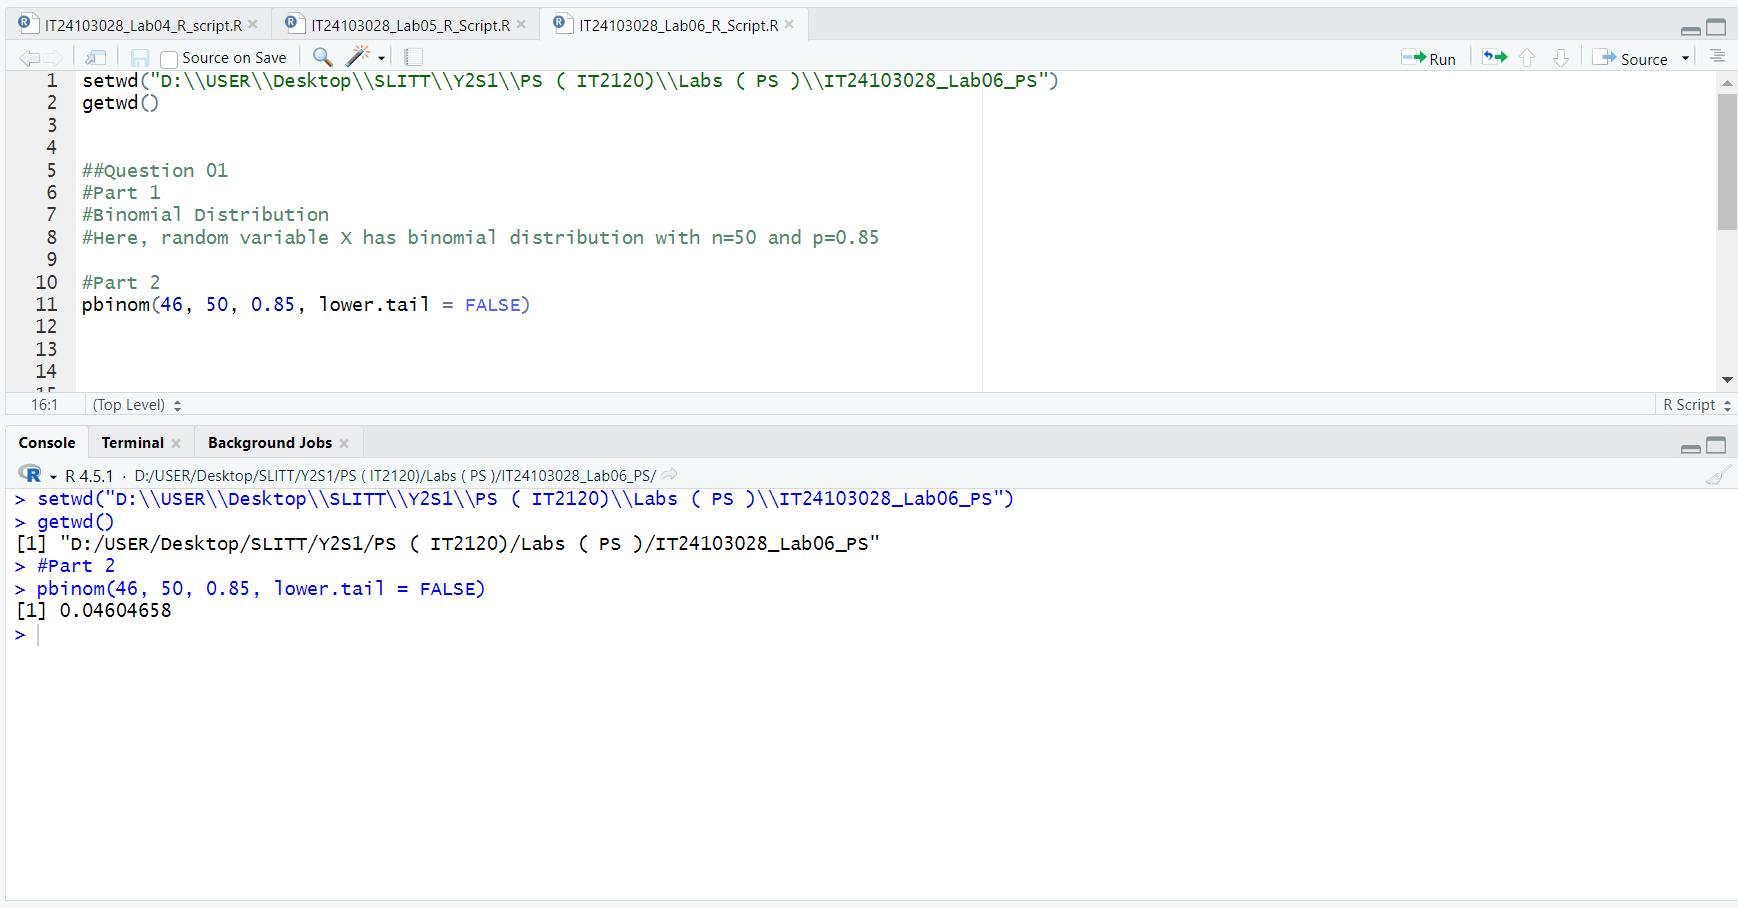 IT24103028_Lab04_R_script.R
IT24103028_Lab05_R_Script.R
IT24103028_Lab06_R_Script.R
Source on Save
Run
Source
1 setwd("D:\\USER\\Desktop\\SLITT\\Y2S1\\PS ( IT2120)\\Labs ( PS )\\IT24103028_Lab06_PS")
2 getwd()
3
4
5 ##Question 01
6 #Part 1
7 #Binomial Distribution
8 #Here, random variable X has binomial distribution with n=50 and p=0.85
9
10 #Part 2
11 pbinom(46, 50, 0.85, lower.tail = FALSE)
12
13
14
15
16:1 (Top Level) R Script
Console Terminal Background Jobs
R R 4.5.1 · D:/USER/Desktop/SLITT/Y2S1/PS ( IT2120)/Labs ( PS )/IT24103028_Lab06_PS/
> setwd("D:\\USER\\Desktop\\SLITT\\Y2S1\\PS ( IT2120)\\Labs ( PS )\\IT24103028_Lab06_PS")
> getwd()
[1] "D:/USER/Desktop/SLITT/Y2S1/PS ( IT2120)/Labs ( PS )/IT24103028_Lab06_PS"
> #Part 2
> pbinom(46, 50, 0.85, lower.tail = FALSE)
[1] 0.04604658
>